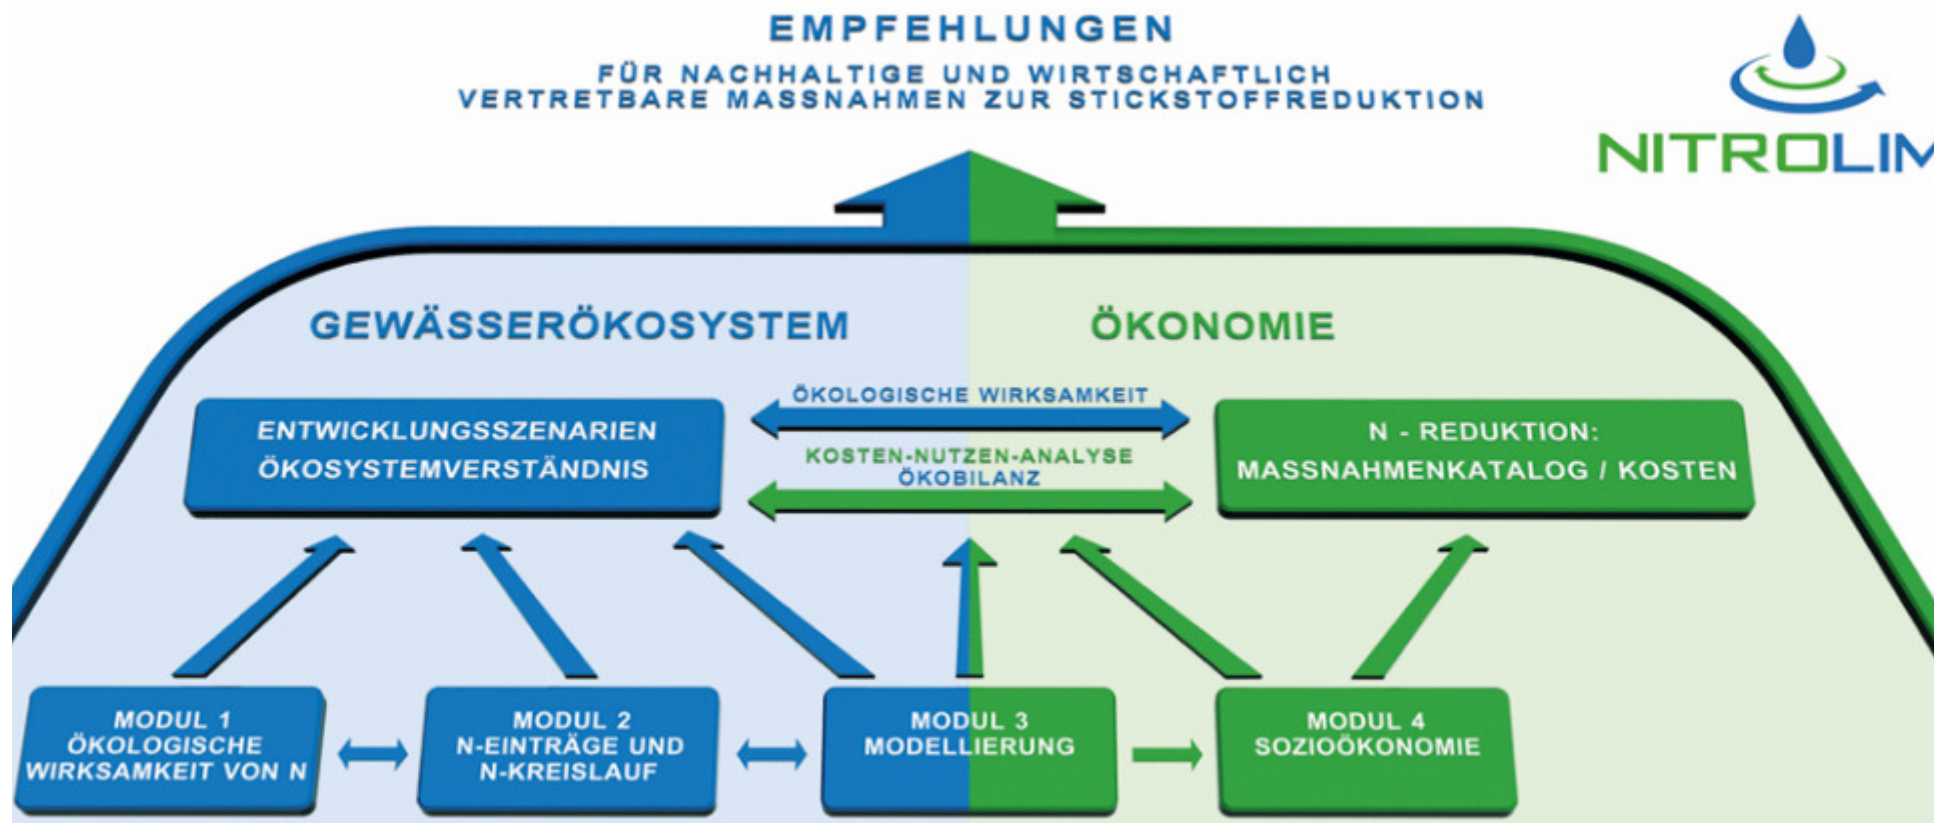 EMPFEHLUNGEN
FÜR NACHHALTIGE UND WIRTSCHAFTLICH
VERTRETBARE MASSNAHMEN ZUR STICKSTOFFREDUKTION
NITROLIM
GEWÄSSERÖKOSYSTEM
ÖKONOMIE
ÖKOLOGISCHE WIRKSAMKEIT
ENTWICKLUNGSSZENARIEN
ÖKOSYSTEMVERSTÄNDNIS
KOSTEN-NUTZEN-ANALYSE
ÖKOBILANZ
N - REDUKTION:
MASSNAHMENKATALOG / KOSTEN
MODUL 1
ÖKOLOGISCHE
WIRKSAMKEIT VON N
MODUL 2
N-EINTRÄGE UND
N-KREISLAUF
MODUL 3
MODELLIERUNG
MODUL 4
SOZIOÖKONOMIE